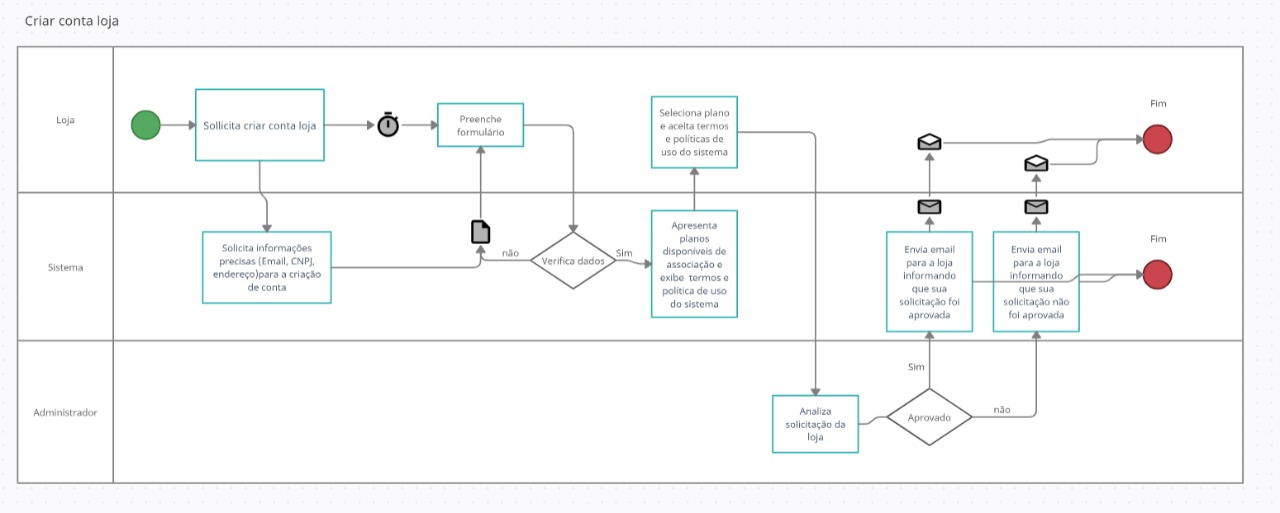 Criar conta loja
Loja
Sollicita criar conta loja
Preenche
formulário
Seleciona plano
e aceita termos
e políticas de
uso do sistema
Fim
Sistema
Solicita informações
precisas (Email, CNPJ,
endereço)para a criação
de conta
não
Verifica dados
Sim
Apresenta
planos
disponíveis de
associação e
exibe termos e
política de uso
do sistema
Envia email
para a loja
informando
que sua
solicitação foi
aprovada
Envia email
para a loja
informando
que sua
solicitação não
foi aprovada
Fim
Administrador
Analiza
solicitação da
loja
Sim
Aprovado
não